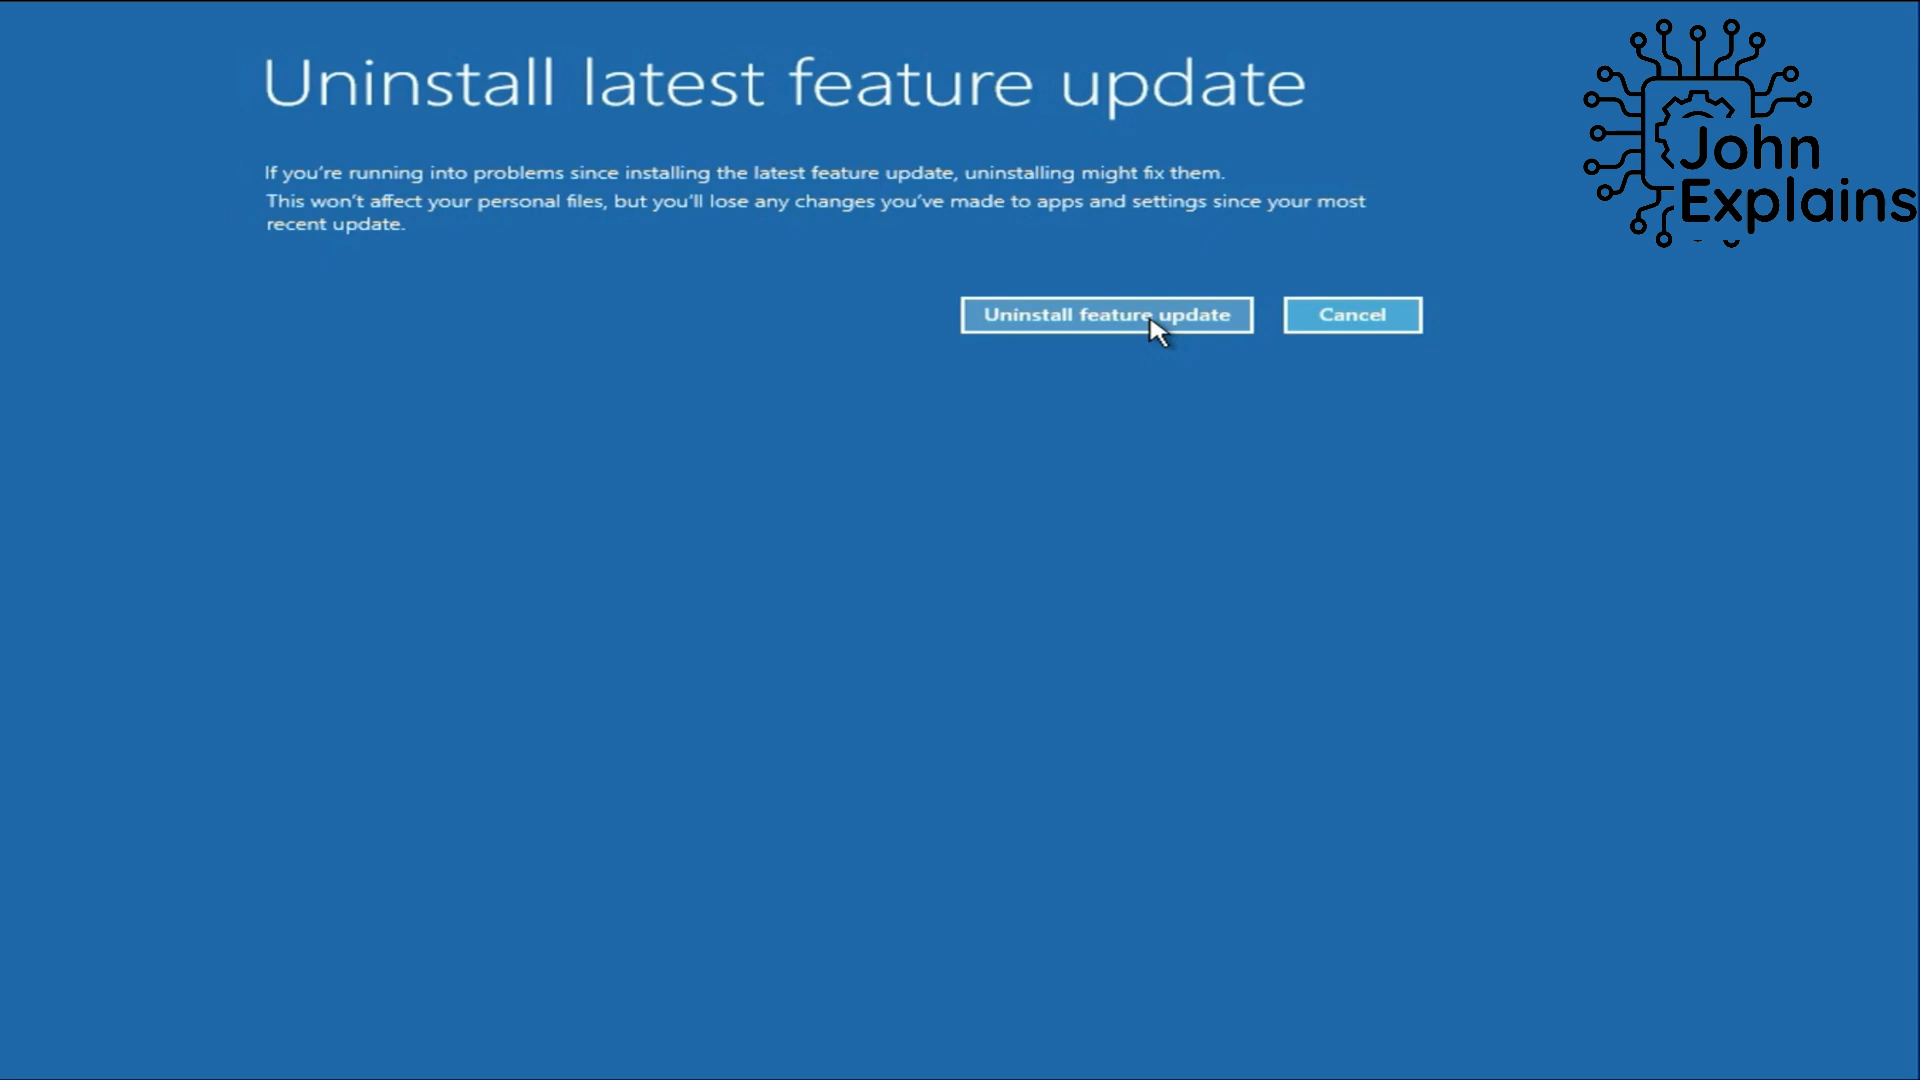 Uninstall latest feature update
If you're running into problems since installing the latest feature update, uninstalling might fix them.
This won't affect your personal files, but you'll lose any changes you've made to apps and settings since your most
recent update.
Uninstall feature update
Cancel
John
Explains